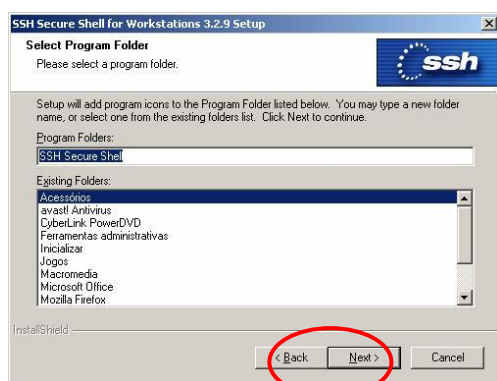 SSH Secure Shell for Workstations 3.2.9 Setup
Select Program Folder
Please select a program folder.
ssh
Setup will add program icons to the Program Folder listed below. You may type a new folder
name, or select one from the existing folders list. Click Next to continue.
Program Folders:
SSH Secure Shell
Existing Folders:
Acessórios
avast! Antivirus
CyberLink PowerDVD
Ferramentas administrativas
Inicializar
Jogos
Macromedia
Microsoft Office
Mozilla Firefox
InstallShield
< Back Next > Cancel